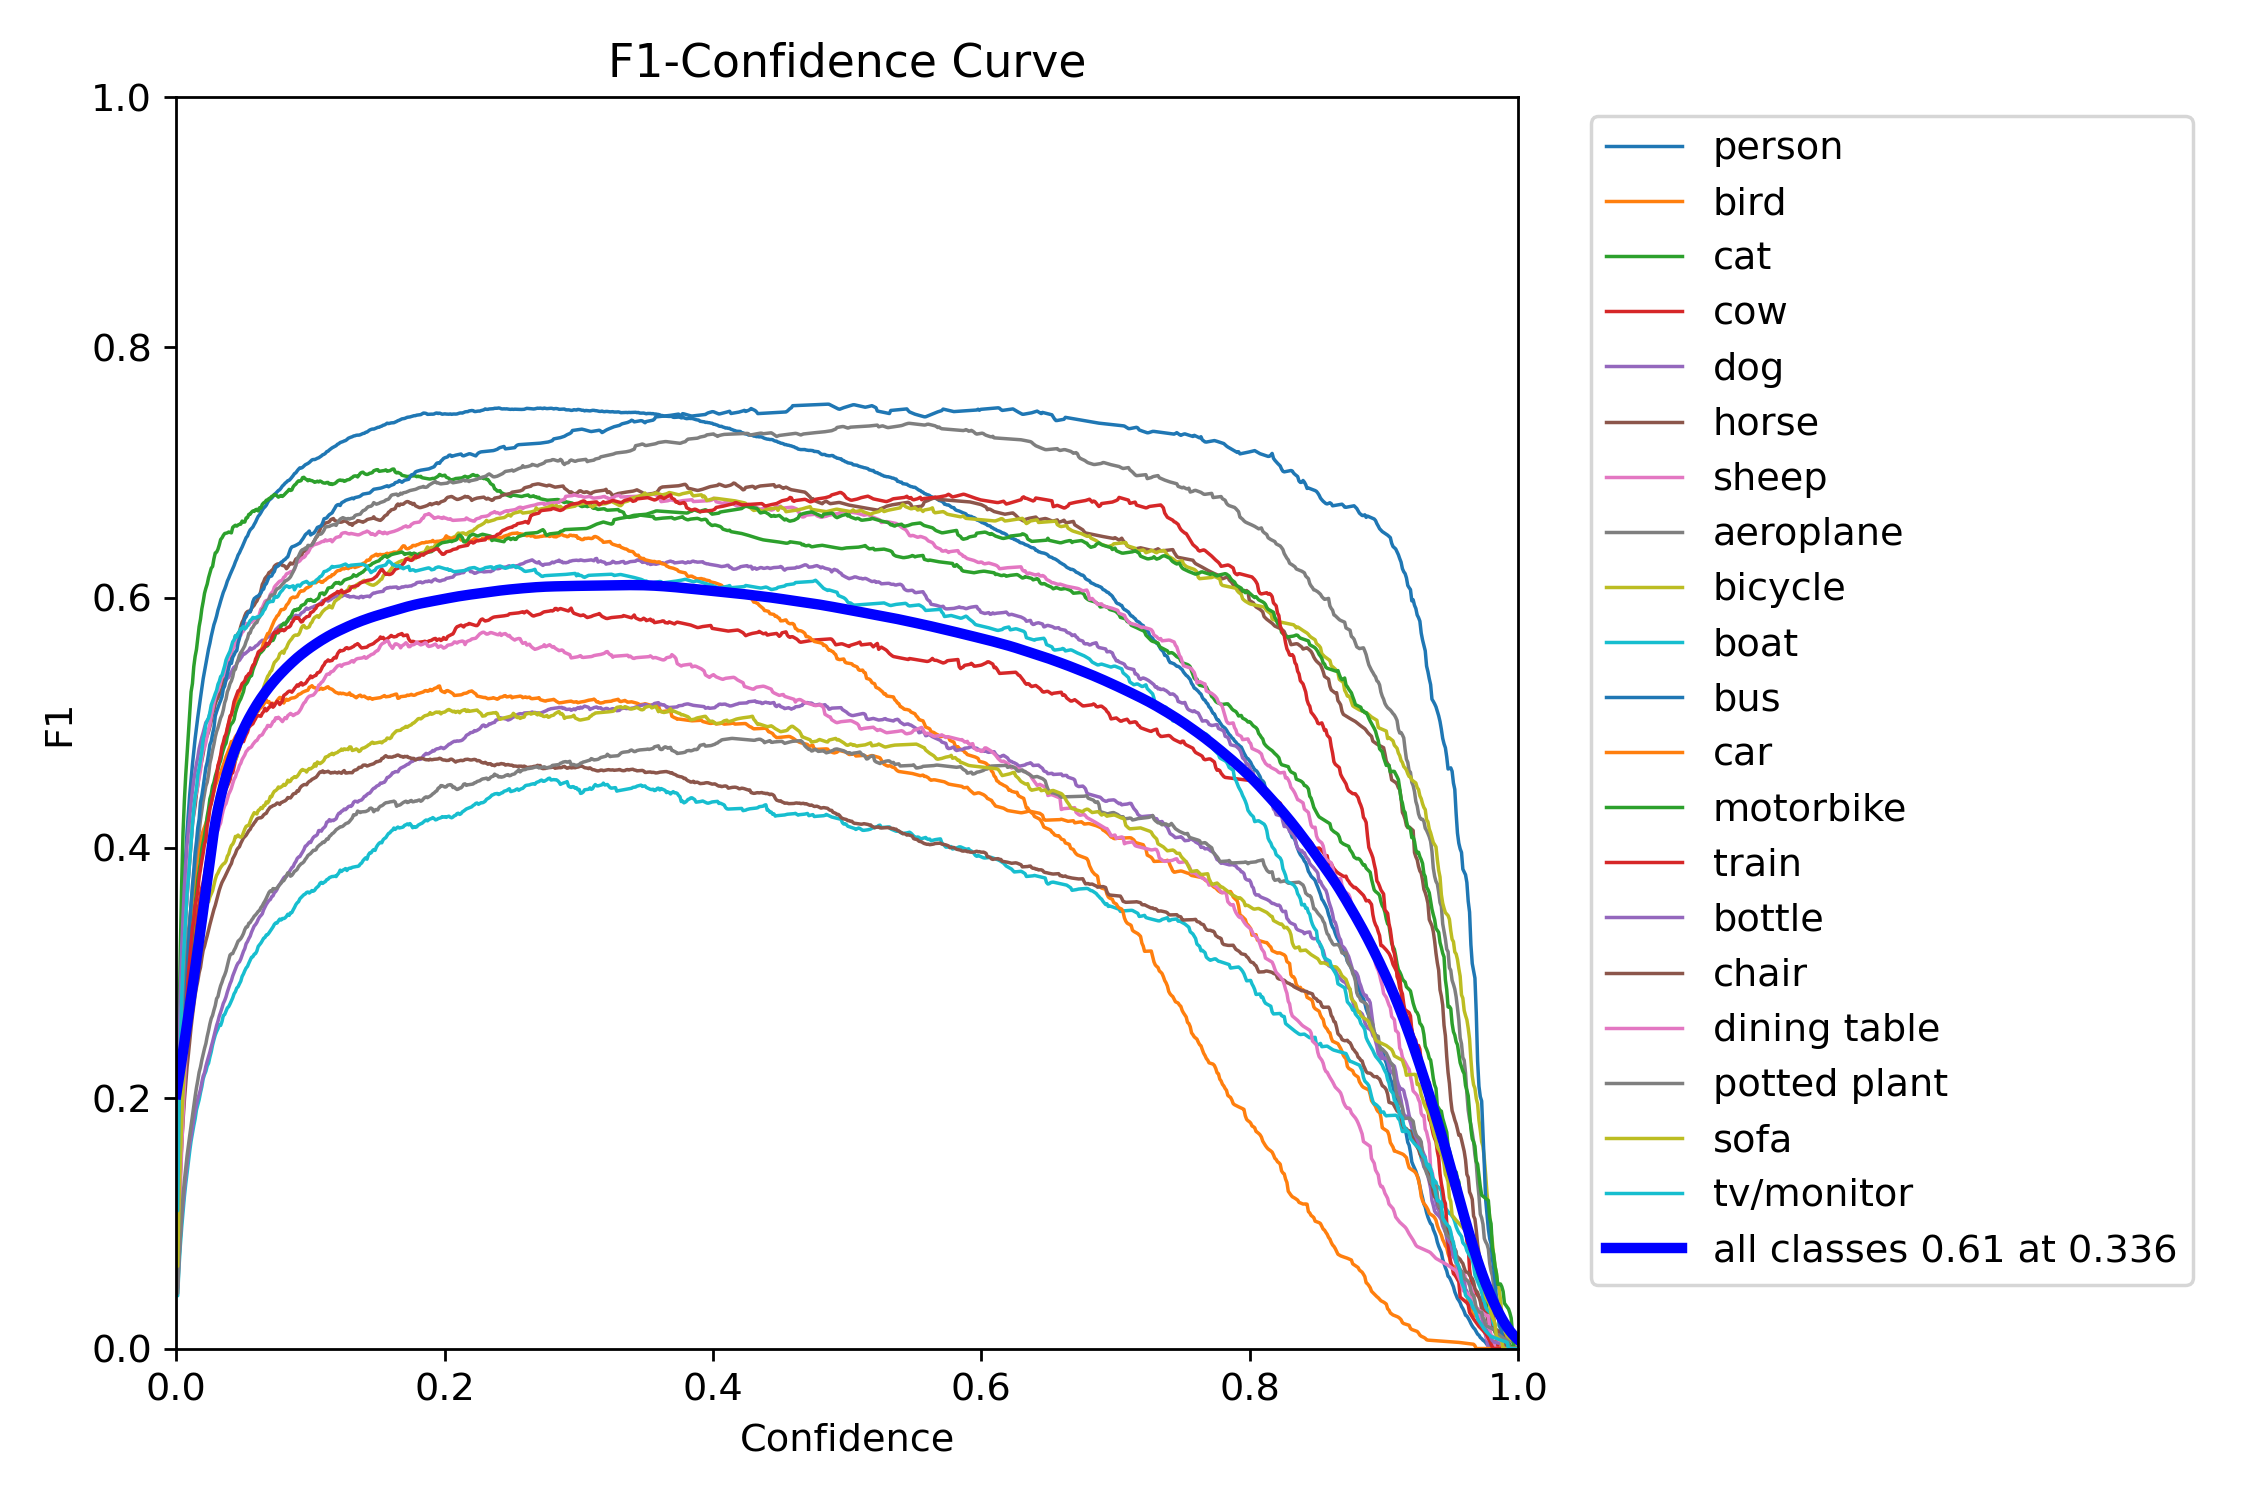 F1-Confidence Curve
1.0
0.8
0.6
0.4
0.2
0.0
F1
0.0 0.2 0.4 0.6 0.8 1.0
Confidence
person
bird
cat
cow
dog
horse
sheep
aeroplane
bicycle
boat
bus
car
motorbike
train
bottle
chair
dining table
potted plant
sofa
tv/monitor
all classes 0.61 at 0.336